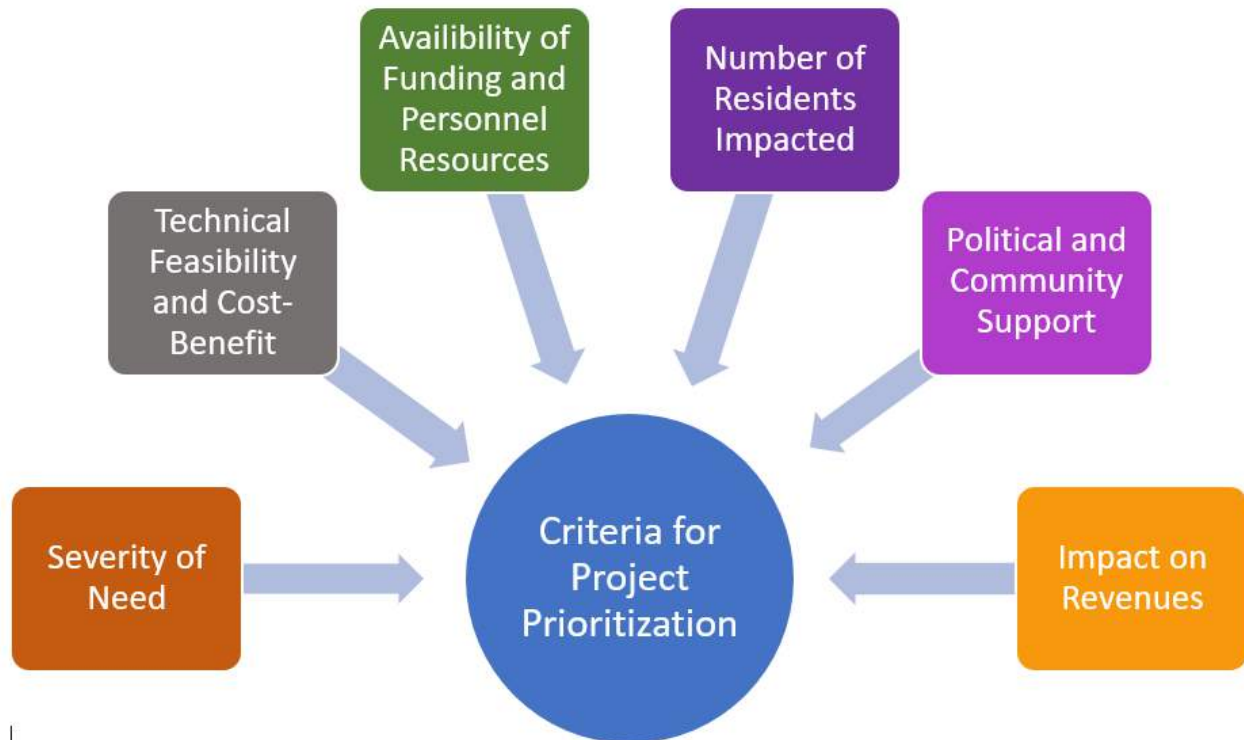 Availibility of
Funding and
Personnel
Resources
Number of
Residents
Impacted
Technical
Feasibility
and Cost-
Benefit
Political and
Community
Support
Severity of
Need
Criteria for
Project
Prioritization
Impact on
Revenues